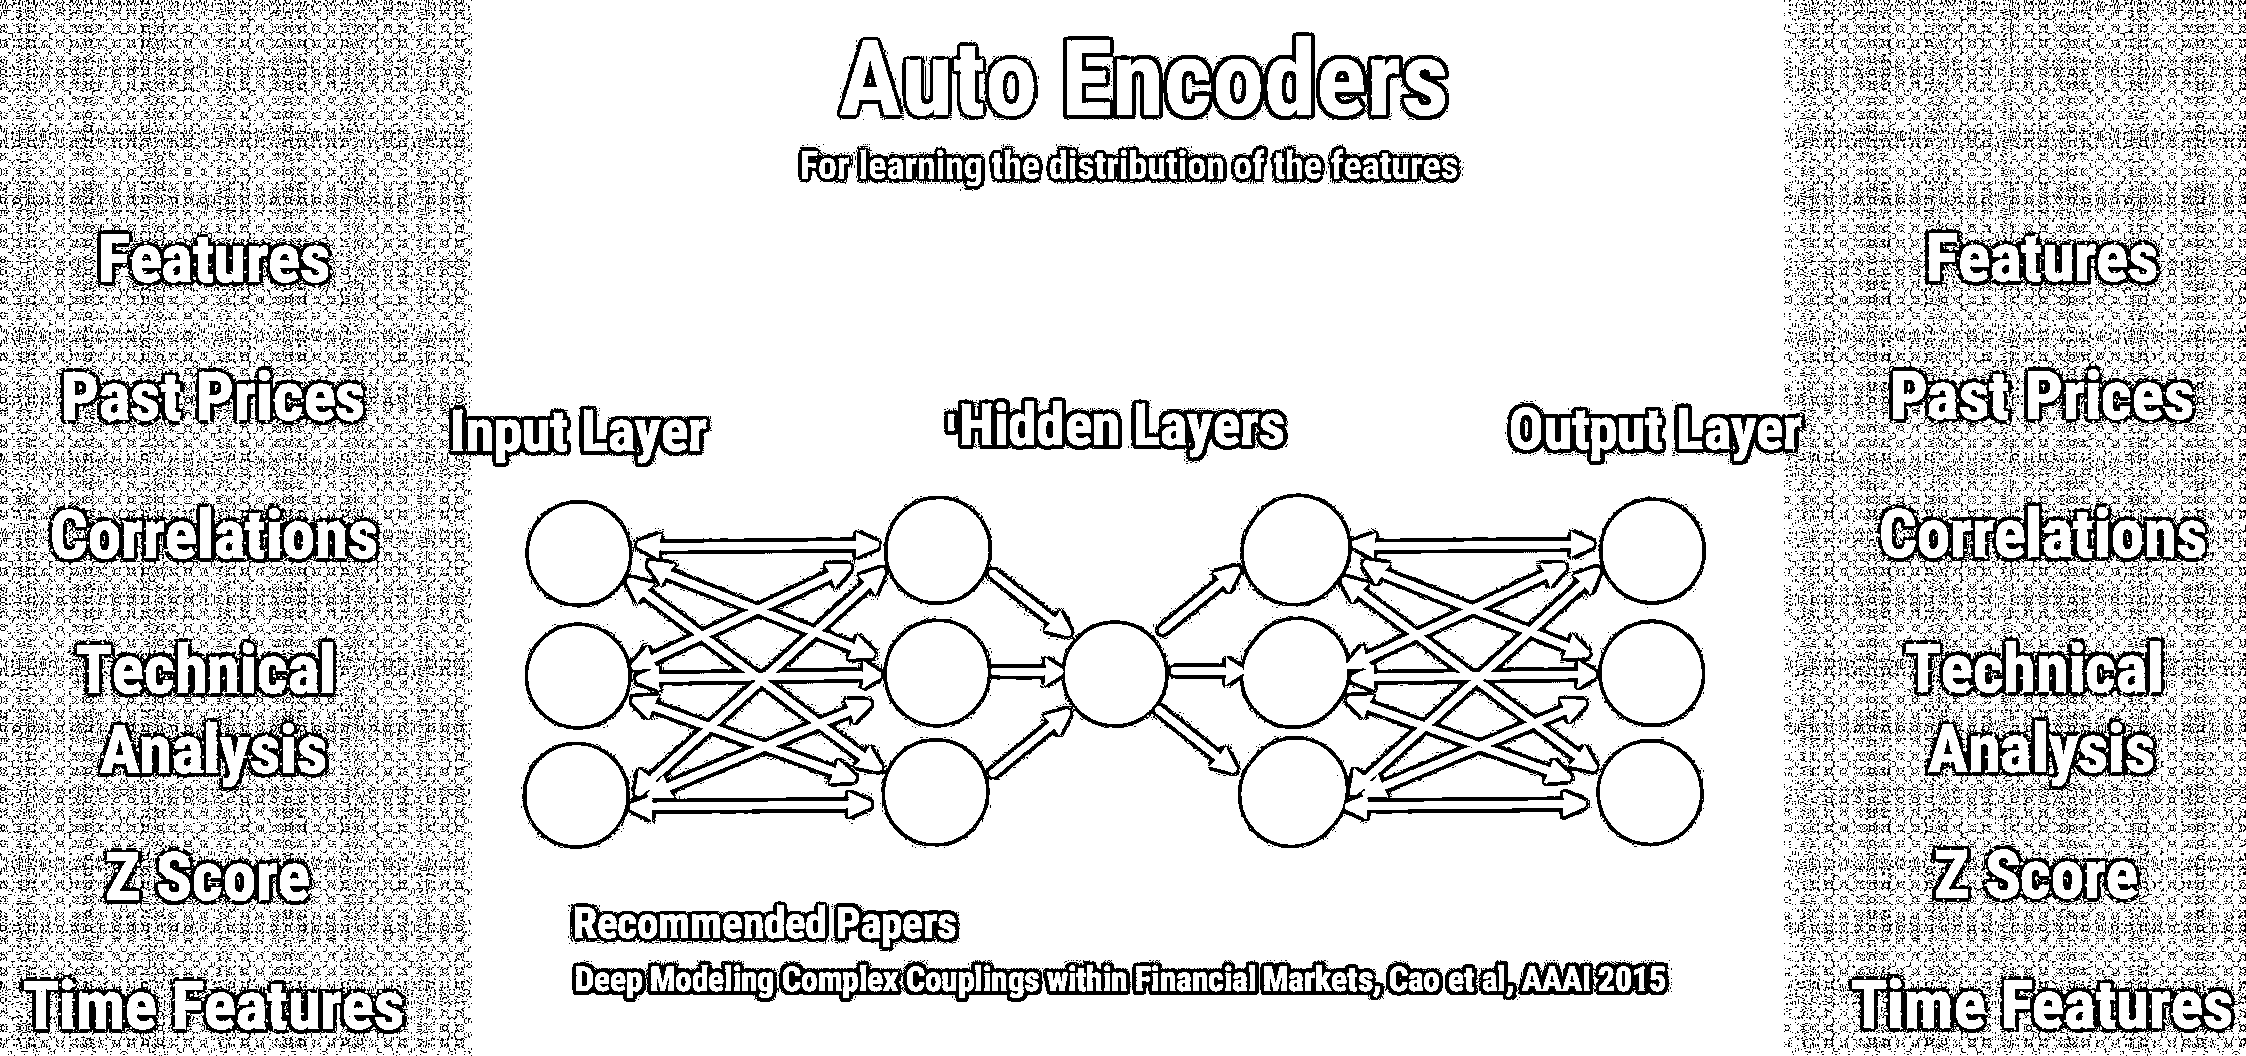 Auto Encoders
For learning the distribution of the features
Features
Past Prices
Correlations
Technical
Analysis
Z Score
Time Features
Input Layer
Hidden Layers
Output Layer
Recommended Papers
Deep Modeling Complex Couplings within Financial Markets, Cao et al, AAAI 2015
Features
Past Prices
Correlations
Technical
Analysis
Z Score
Time Features